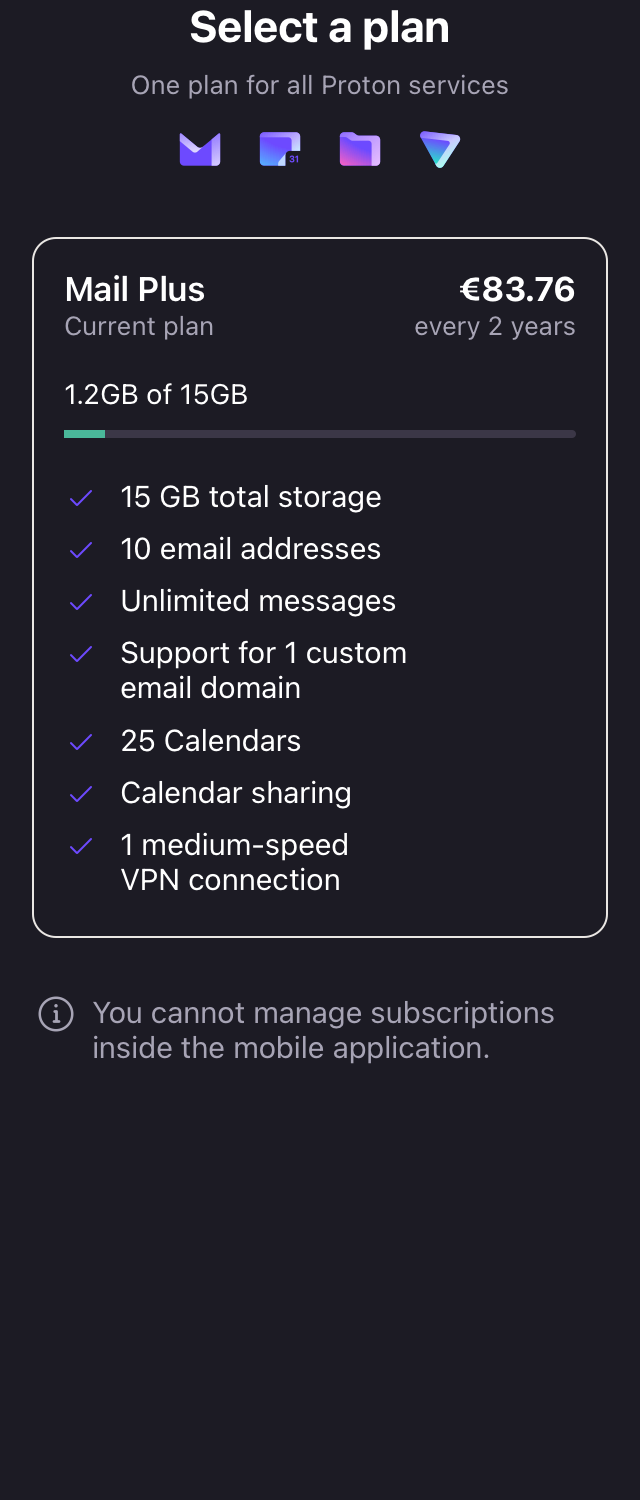 Select a plan
One plan for all Proton services
31
Mail Plus
€83.76
Current plan
every 2 years
1.2GB of 15GB
15 GB total storage
10 email addresses
Unlimited messages
Support for 1 custom
email domain
25 Calendars
Calendar sharing
1 medium-speed
VPN connection
You cannot manage subscriptions
inside the mobile application.